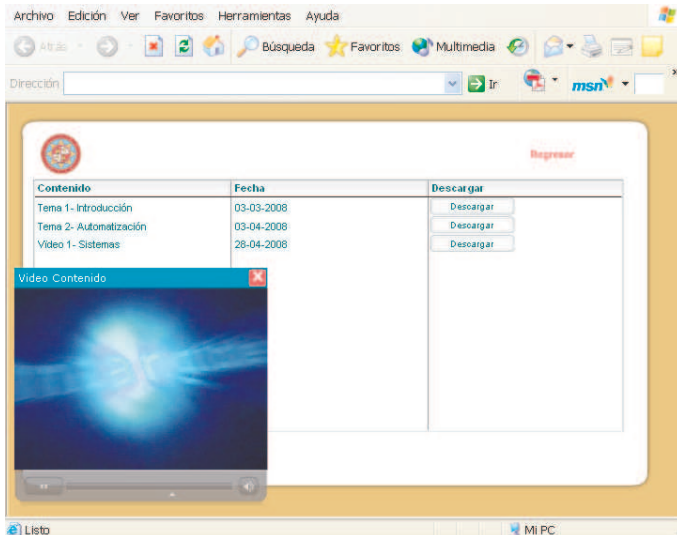 Archivo Edición Ver Favoritos Herramientas Ayuda
Atrás Búsqueda Favoritos Multimedia
Dirección Ir msn
Regresar
Contenido Fecha Descargar
Tema 1- Introducción 03-03-2008 Descargar
Tema 2- Automatización 03-04-2008 Descargar
Video 1- Sistemas 28-04-2008 Descargar
Video Contenido
Listo Mi PC